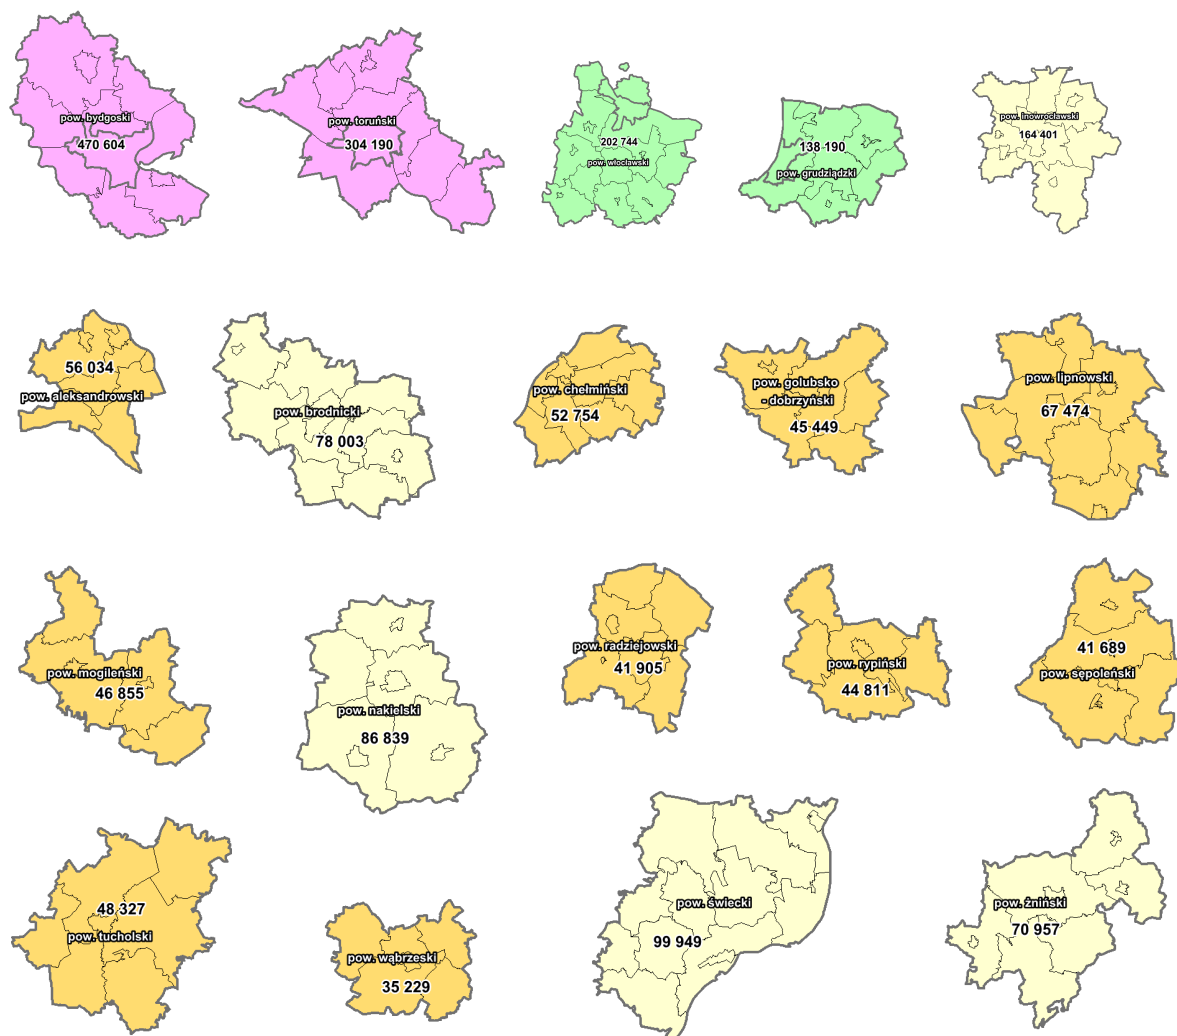 pow. bydgoski
470 604
pow. toruński
304 190
202 744
pow. włocławski
138 190
pow. grudziądzki
pow. inowrocławski
164 401
56 034
pow. aleksandrowski
pow. brodnicki
78 003
pow. chełmiński
52 754
pow. golubsko
- dobrzyński
45 449
pow. lipnowski
67 474
pow. mogileński
46 855
pow. nakielski
86 839
pow. radziejowski
41 905
pow. rypiński
44 811
41 689
pow. sępoleński
48 327
pow. tucholski
pow. wąbrzeski
35 229
pow. świecki
99 949
pow. żniński
70 957